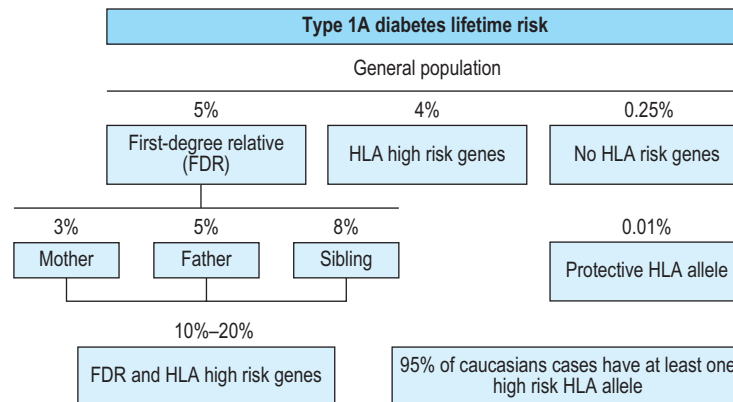 Type 1A diabetes lifetime risk
General population
5% 4% 0.25%
First-degree relative
(FDR)
HLA high risk genes
No HLA risk genes
3% 5% 8%
Mother Father Sibling
0.01%
Protective HLA allele
10%–20%
FDR and HLA high risk genes
95% of caucasians cases have at least one
high risk HLA allele